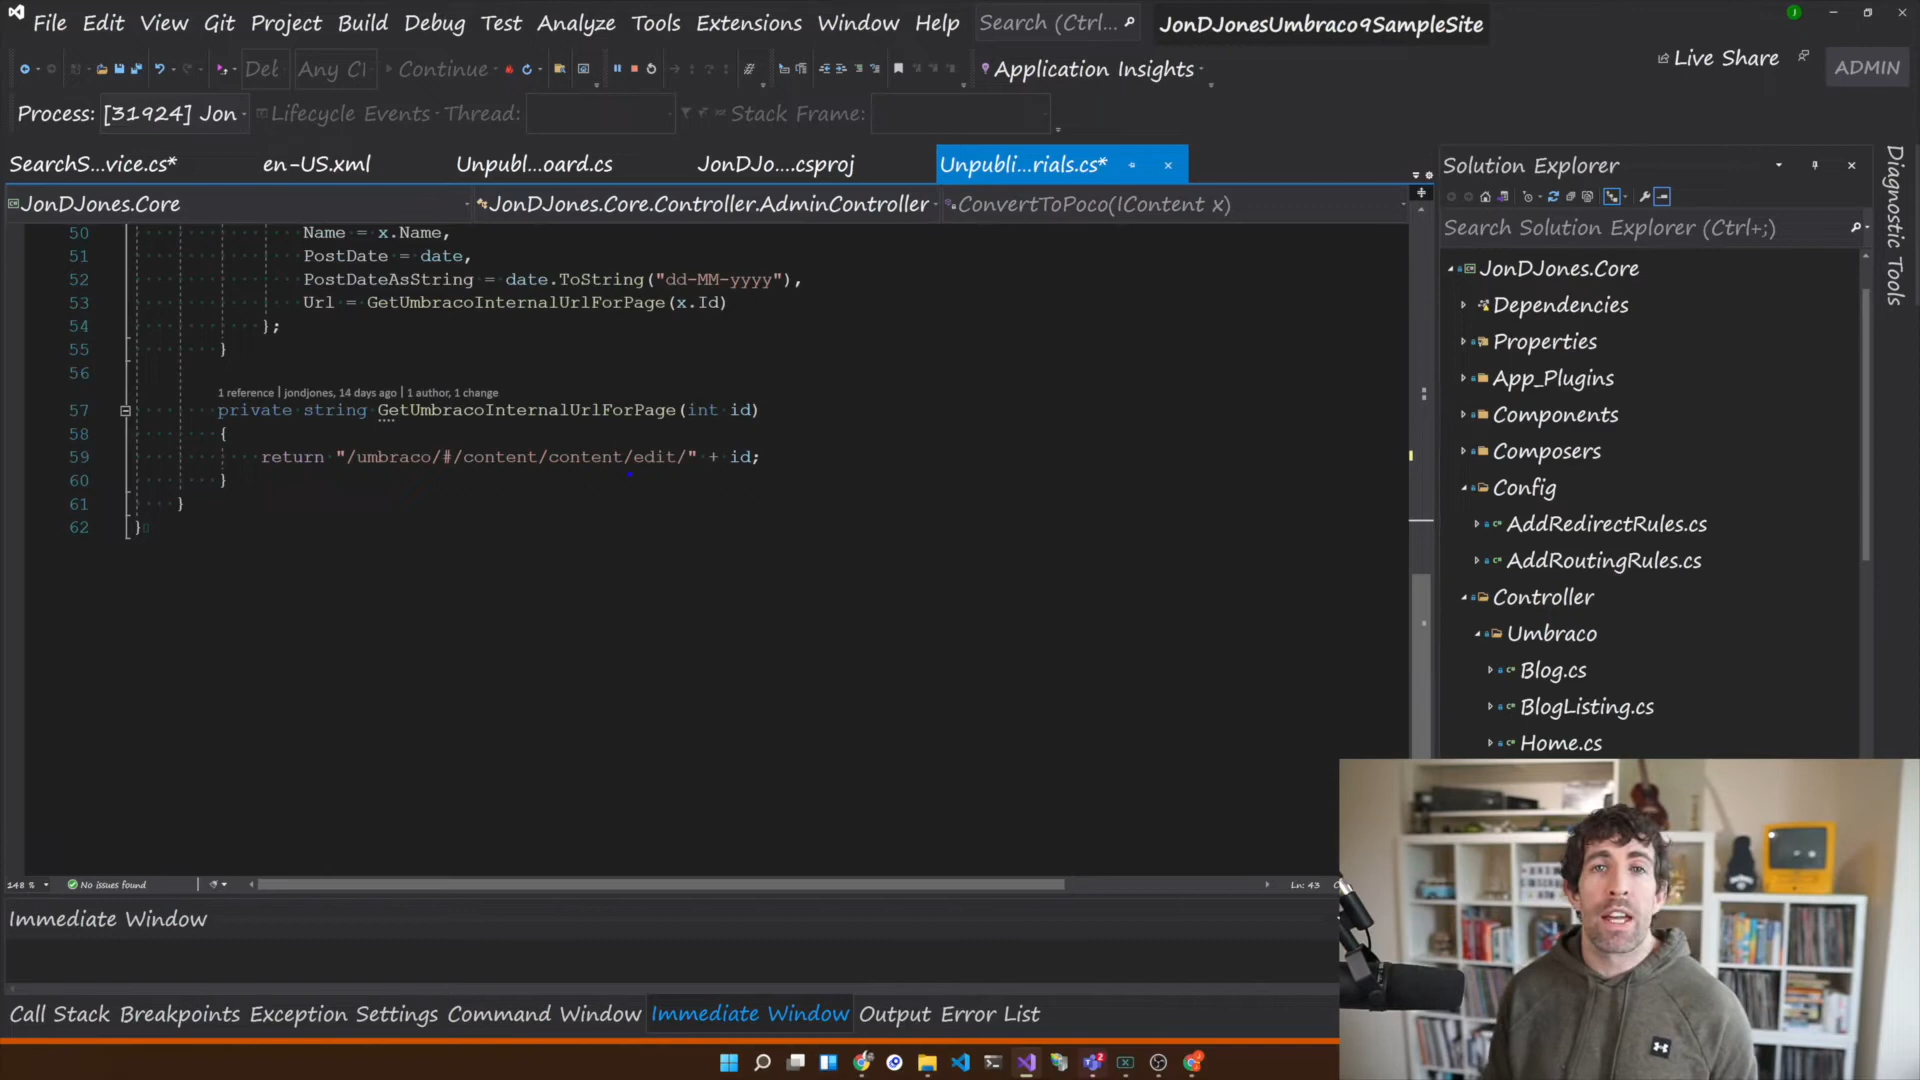 File Edit View Git Project Build Debug Test Analyze Tools Extensions Window Help Search (Ctrl... JonDJonesUmbraco9SampleSite
Any C Continue Application Insights Live Share ADMIN
Process: [31924] Jon Lifecycle Events Thread: Stack Frame:
SearchS...vice.cs* en-US.xml Unpubl...oard.cs JonDJo....csproj Unpubli...rials.cs*
JonDJones.Core JonDJones.Core.Controller.AdminController ConvertToPoco(IContent x)
50 Name = x.Name,
51 PostDate = date,
52 PostDateAsString = date.ToString("dd-MM-yyyy"),
53 Url = GetUmbracoInternalUrlForPage(x.Id)
54 };
55 }
56
1 reference | jondjones, 14 days ago | 1 author, 1 change
57 private string GetUmbracoInternalUrlForPage(int id)
58 {
59 return "/umbraco/#/content/content/edit/" + id;
60 }
61 }
62 }
148 % No issues found Ln: 43
Immediate Window
Call Stack Breakpoints Exception Settings Command Window Immediate Window Output Error List
Solution Explorer
Search Solution Explorer (Ctrl+;)
JonDJones.Core
Dependencies
Properties
App_Plugins
Components
Composers
Config
AddRedirectRules.cs
AddRoutingRules.cs
Controller
Umbraco
Blog.cs
BlogListing.cs
Home.cs
Diagnostic Tools